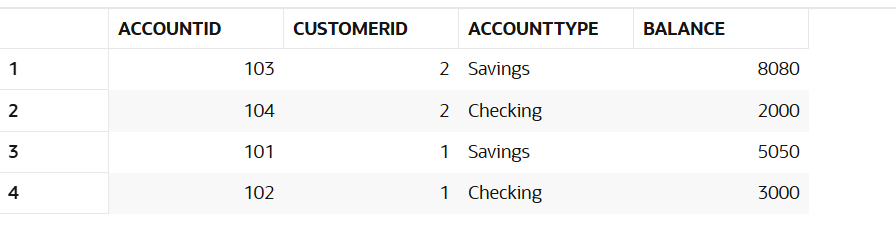 ACCOUNTID CUSTOMERID ACCOUNTTYPE BALANCE
1 103 2 Savings 8080
2 104 2 Checking 2000
3 101 1 Savings 5050
4 102 1 Checking 3000